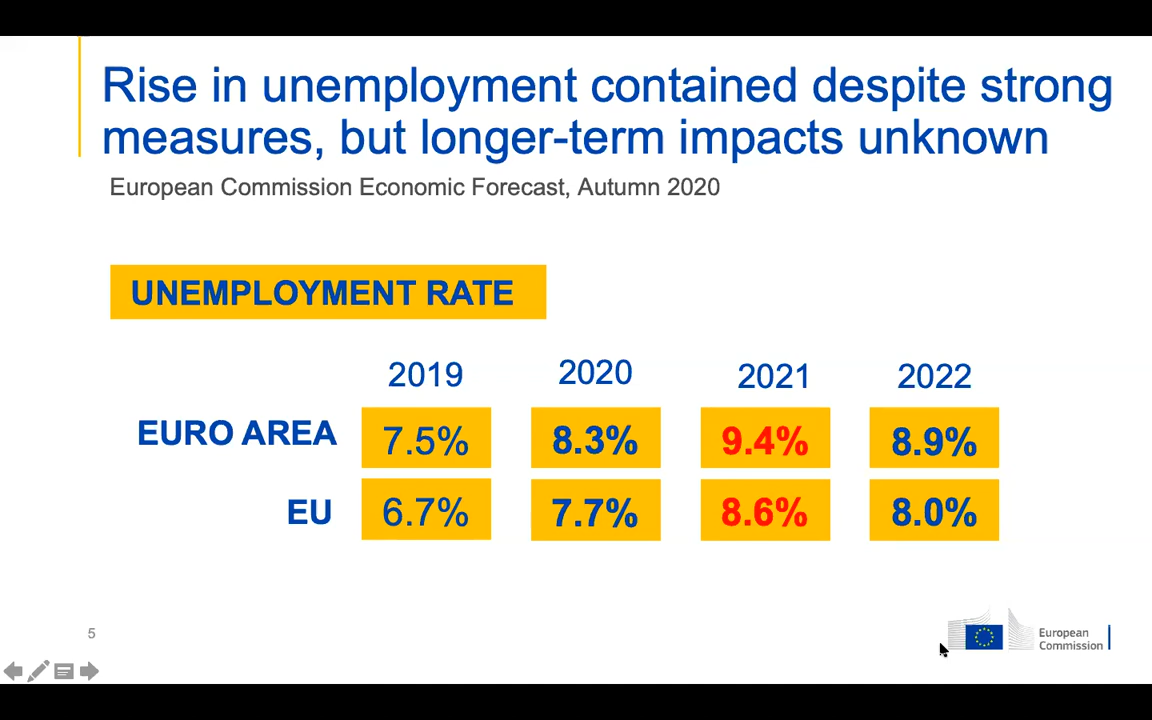 Rise in unemployment contained despite strong
measures, but longer-term impacts unknown
European Commission Economic Forecast, Autumn 2020
UNEMPLOYMENT RATE
2019 2020 2021 2022
EURO AREA 7.5% 8.3% 9.4% 8.9%
EU 6.7% 7.7% 8.6% 8.0%
5
European
Commission